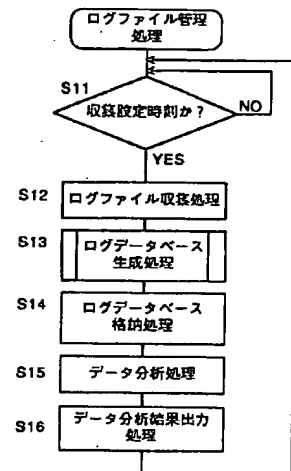 ログファイル管理
処理
S11
収集設定時刻か?
NO
YES
S12
ログファイル収集処理
S13
ログデータベース
生成処理
S14
ログデータベース
格納処理
S15
データ分析処理
S16
データ分析結果出力
処理